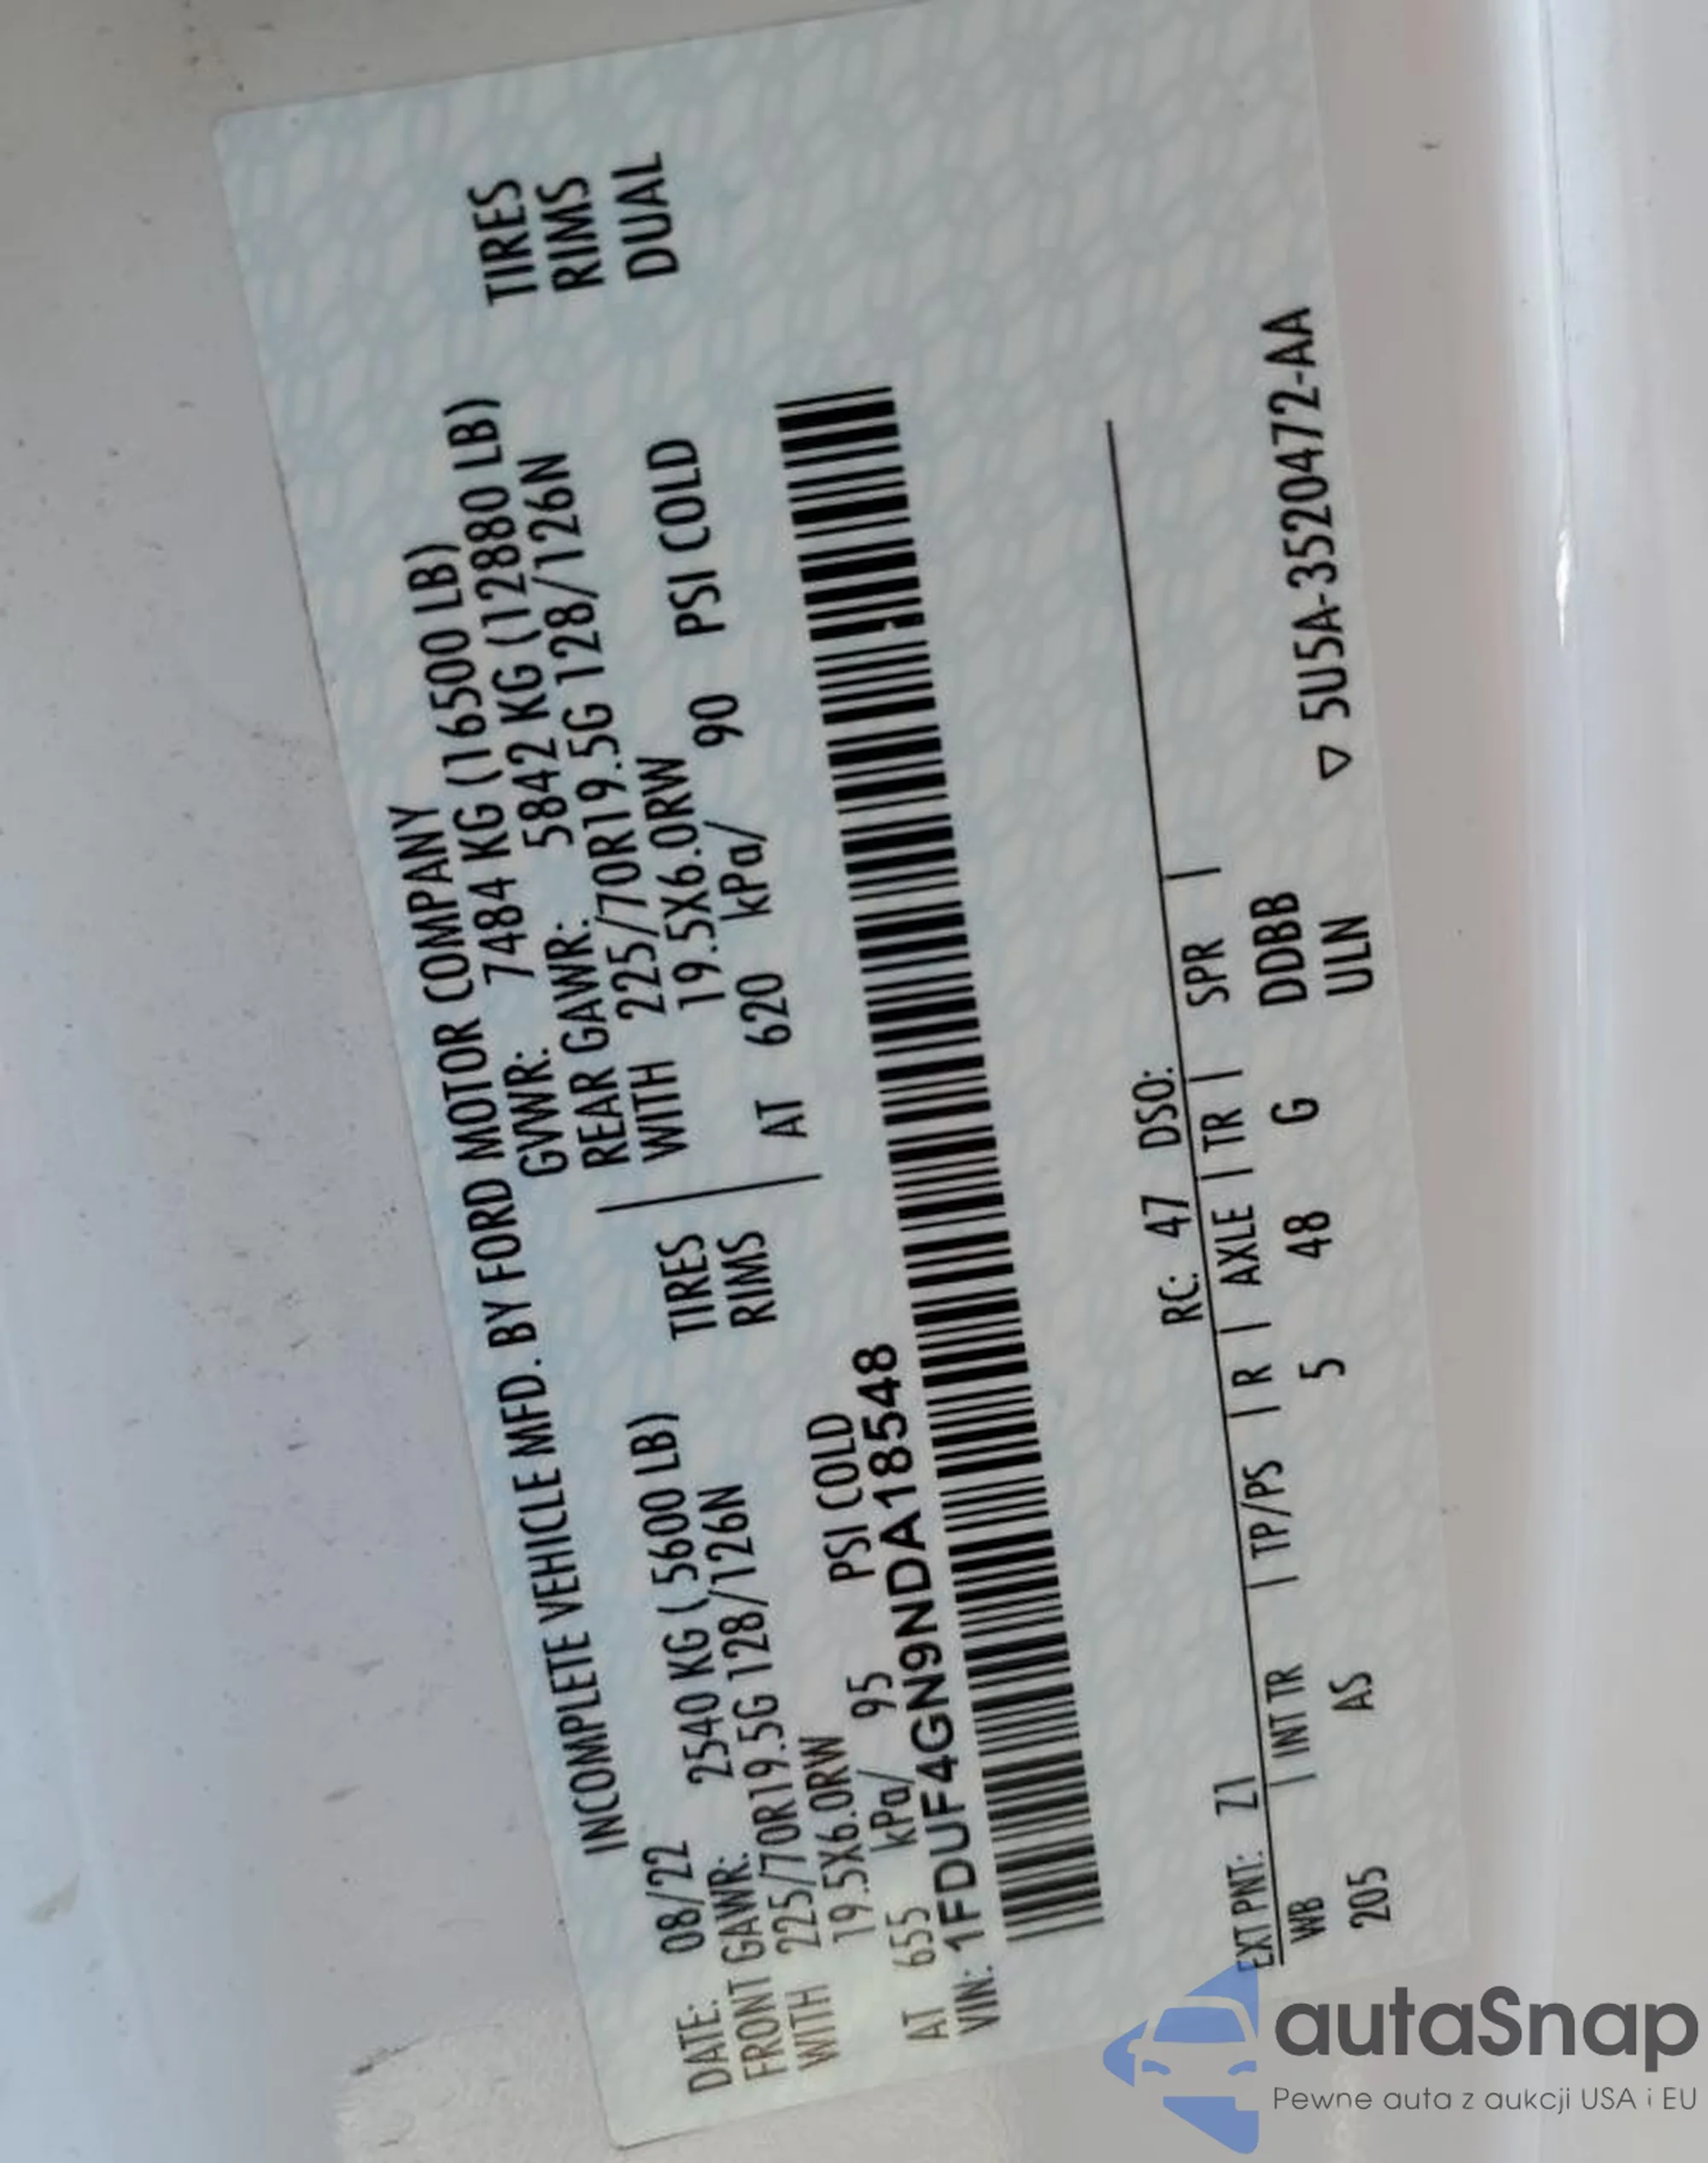 INCOMPLETE VEHICLE MFD. BY FORD MOTOR COMPANY
DATE: 08/22 GVWR: 7484 KG (16500 LB)
FRONT GAWR: 2540 KG ( 5600 LB) REAR GAWR: 5842 KG (12880 LB)
WITH 225/70R19.5G 128/126N TIRES WITH 225/70R19.5G 128/126N TIRES
19.5X6.0RW RIMS 19.5X6.0RW RIMS
AT 655 kPa/ 95 PSI COLD AT 620 kPa/ 90 PSI COLD DUAL
VIN: 1FDUF4GN9NDA18548
EXT PNT: Z1 RC: 47 DSO:
WB | INT TR | TP/PS | R | AXLE | TR | SPR |
205 AS 5 48 G DDBB
ULN ▽ 5U5A-3520472-AA
autaSnap
Pewne auta z aukcji USA i EU